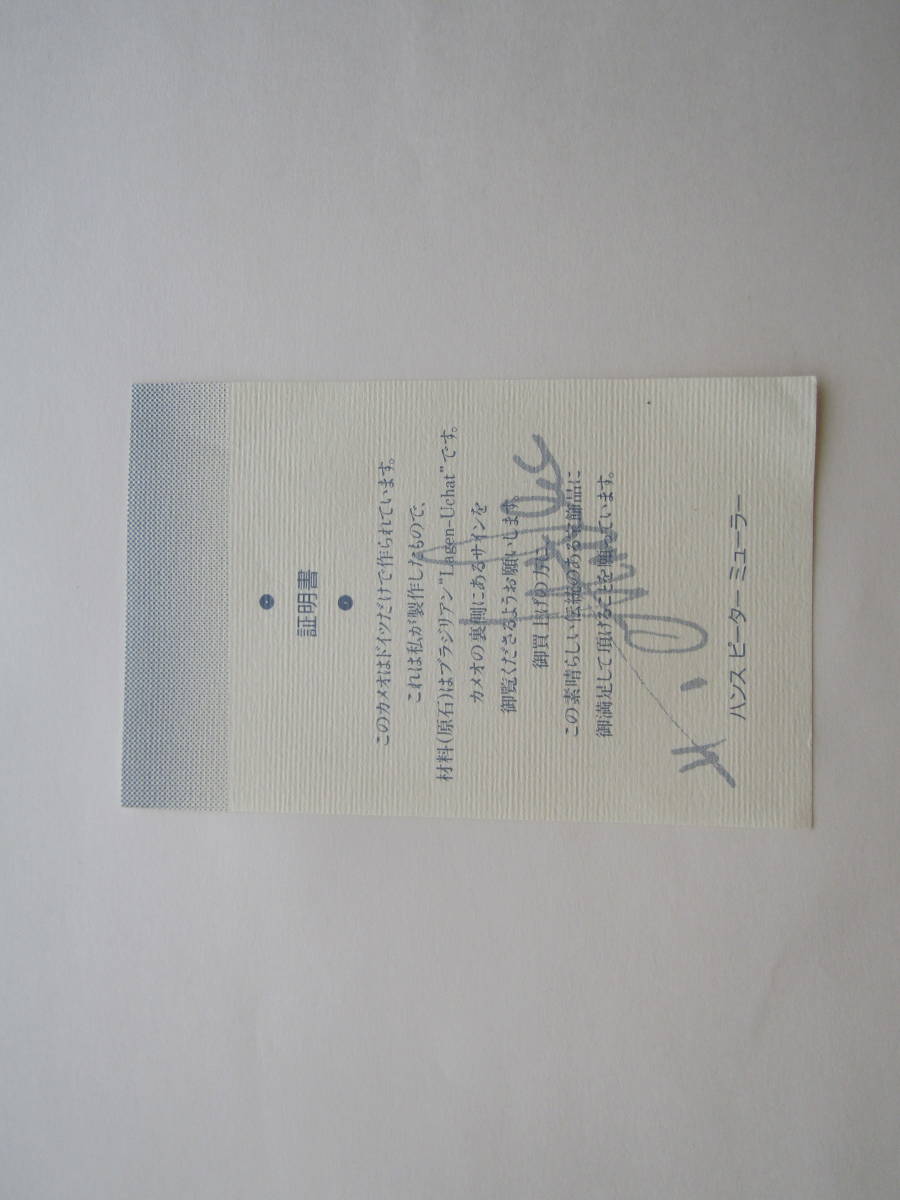 証明書
このカメオはドイツだけで作られています。
これは私が製作したもので、
材料(原石)はブラジリアン"Lagen-Uchat"です。
カメオの裏側にあるサインを
御覧くださるようお願いします。
御買上げの方に、
この素晴らしい伝統のある宝飾品に
御満足して頂けることを願っています。
ハンス ピーター ミューラー